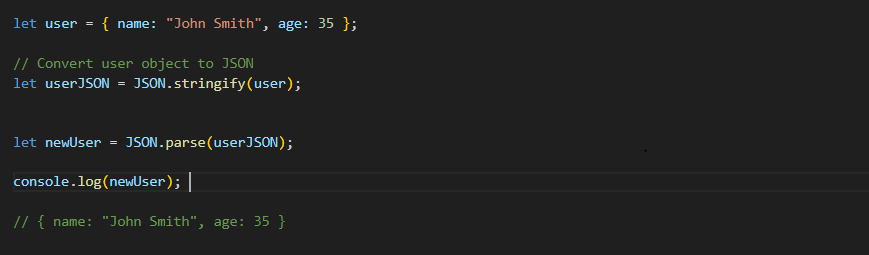 let user = { name: "John Smith", age: 35 };
// Convert user object to JSON
let userJSON = JSON.stringify(user);
let newUser = JSON.parse(userJSON);
console.log(newUser);
// { name: "John Smith", age: 35 }